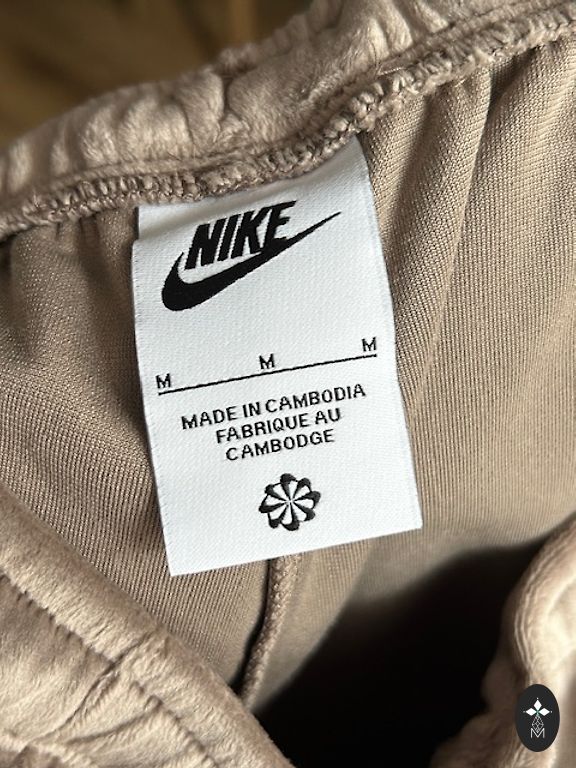 NIKE
M M M
MADE IN CAMBODIA
FABRIQUE AU
CAMBODGE